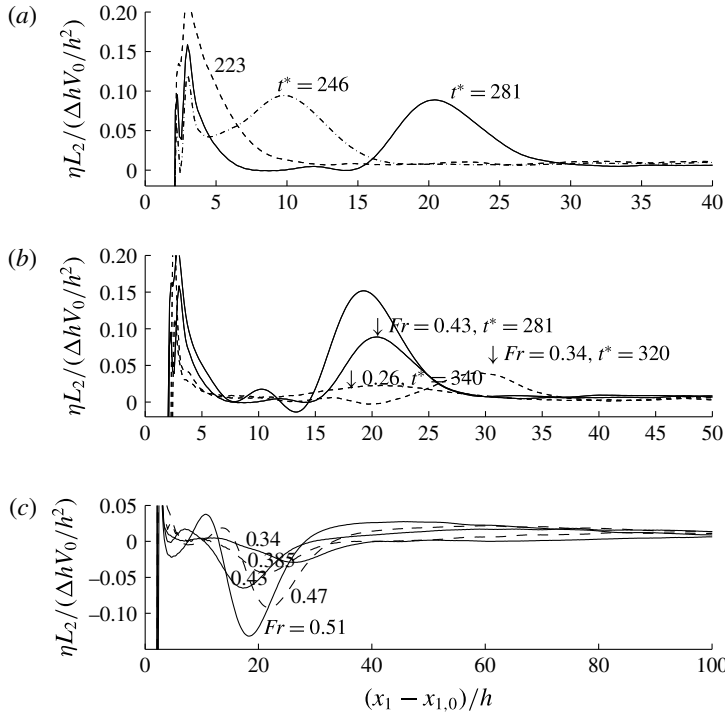 (a)
0.20
0.15
0.10
0.05
0
ηL₂/(ΔhV₀/h²)
223
t* = 246
t* = 281
0 5 10 15 20 25 30 35 40
(b)
0.20
0.15
0.10
0.05
0
ηL₂/(ΔhV₀/h²)
↓ Fr = 0.43, t* = 281
↓ Fr = 0.34, t* = 320
↓ 0.26, t* = 340
0 5 10 15 20 25 30 35 40 45 50
(c)
0.05
0
−0.05
−0.10
ηL₂/(ΔhV₀/h²)
0.34
0.385
0.43
0.47
Fr = 0.51
0 20 40 60 80 100
(x₁ − x₁,₀)/h